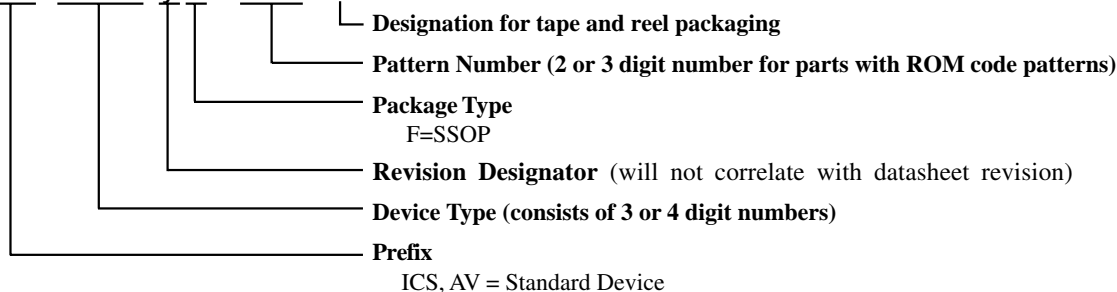 Designation for tape and reel packaging
Pattern Number (2 or 3 digit number for parts with ROM code patterns)
Package Type
F=SSOP
Revision Designator (will not correlate with datasheet revision)
Device Type (consists of 3 or 4 digit numbers)
Prefix
ICS, AV = Standard Device